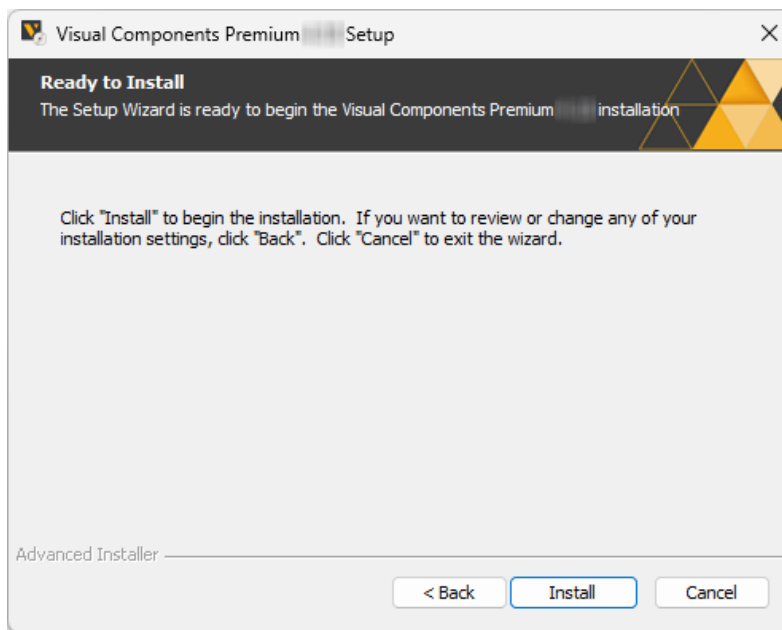 Visual Components Premium Setup
Ready to Install
The Setup Wizard is ready to begin the Visual Components Premium installation
Click "Install" to begin the installation.  If you want to review or change any of your
installation settings, click "Back".  Click "Cancel" to exit the wizard.
Advanced Installer
< Back
Install
Cancel